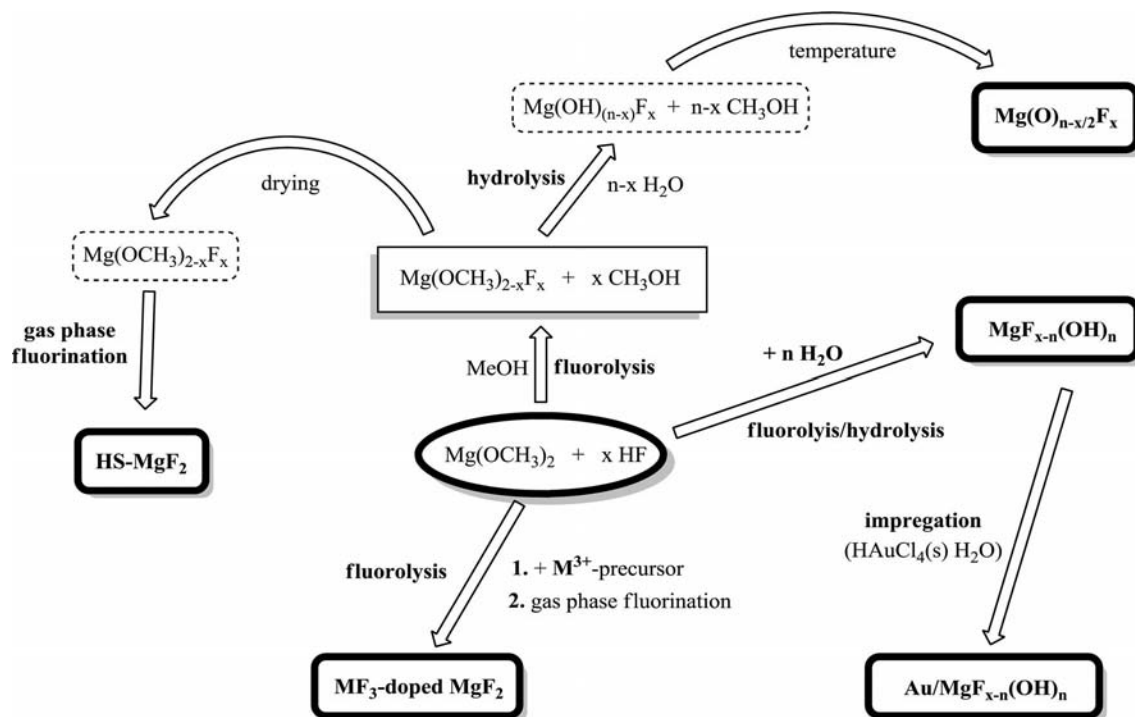 temperature
Mg(OH)₍ₙ₋ₓ₎Fₓ + n-x CH₃OH
Mg(O)ₙ₋ₓ/₂Fₓ
drying
hydrolysis
n-x H₂O
Mg(OCH₃)₂₋ₓFₓ
Mg(OCH₃)₂₋ₓFₓ + x CH₃OH
gas phase
fluorination
MgFₓ₋ₙ(OH)ₙ
+ n H₂O
MeOH fluorolysis
fluorolyis/hydrolysis
HS-MgF₂
Mg(OCH₃)₂ + x HF
impregation
(HAuCl₄(s) H₂O)
fluorolysis
1. + M³⁺-precursor
2. gas phase fluorination
MF₃-doped MgF₂
Au/MgFₓ₋ₙ(OH)ₙ